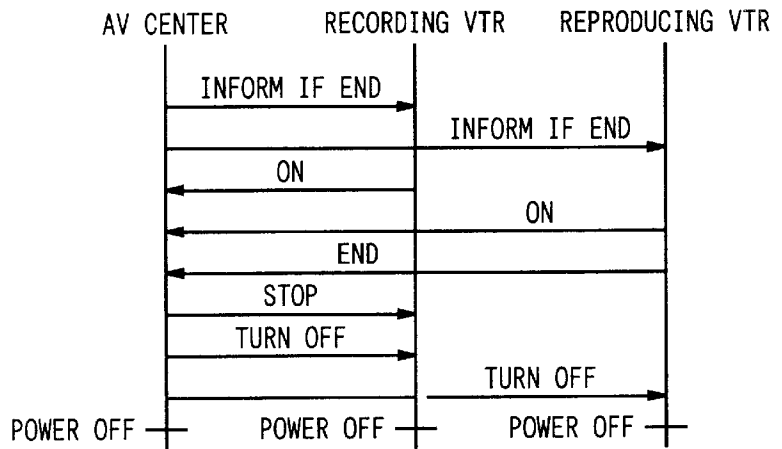 AV CENTER RECORDING VTR REPRODUCING VTR
INFORM IF END
INFORM IF END
ON
ON
END
STOP
TURN OFF
TURN OFF
POWER OFF POWER OFF POWER OFF